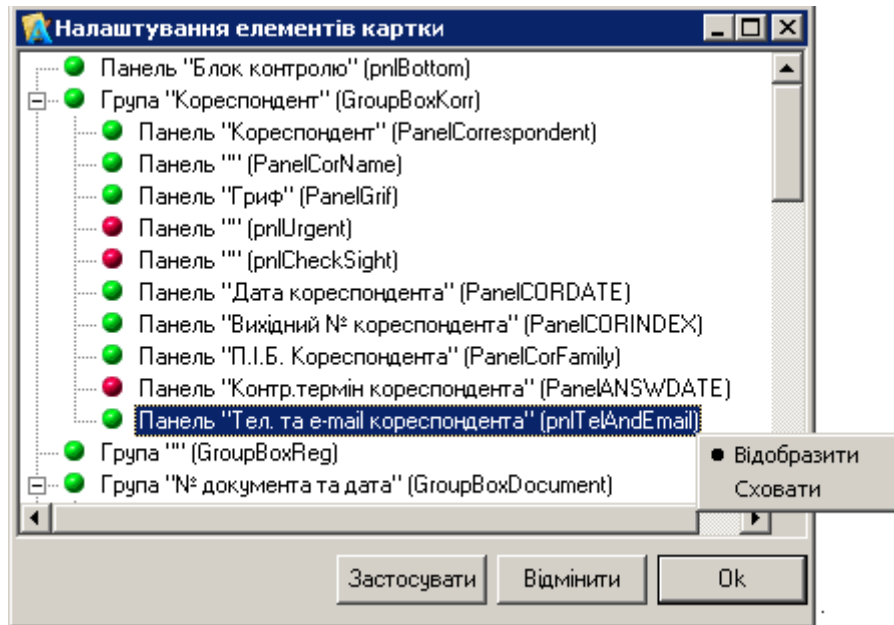 Налаштування елементів картки
Панель "Блок контролю" (pnlBottom)
Група "Кореспондент" (GroupBoxKorr)
Панель "Кореспондент" (PanelCorrespondent)
Панель "" (PanelCorName)
Панель "Гриф" (PanelGrif)
Панель "" (pnlUrgent)
Панель "" (pnlCheckSight)
Панель "Дата кореспондента" (PanelCORDATE)
Панель "Вихідний № кореспондента" (PanelCORINDEX)
Панель "П.І.Б. Кореспондента" (PanelCorFamily)
Панель "Контр.термін кореспондента" (PanelANSWDATE)
Панель "Тел. та e-mail кореспондента" (pnlTelAndEmail)
Група "" (GroupBoxReg)
Відобразити
Група "№ документа та дата" (GroupBoxDocument)
Сховати
Застосувати Відмінити Ok